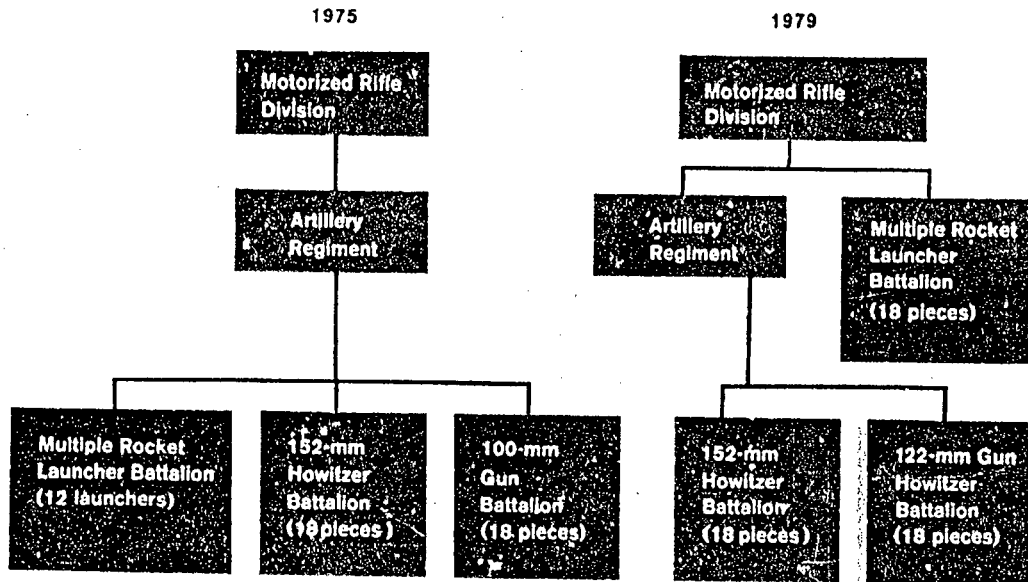 1975
Motorized Rifle
Division
Artillery
Regiment
Multiple Rocket
Launcher Battalion
(12 launchers)
152-mm
Howitzer
Battalion
(18 pieces)
100-mm
Gun
Battalion
(18 pieces)
1979
Motorized Rifle
Division
Artillery
Regiment
Multiple Rocket
Launcher
Battalion
(18 pieces)
152-mm
Howitzer
Battalion
(18 pieces)
122-mm Gun
Howitzer
Battalion
(18 pieces)